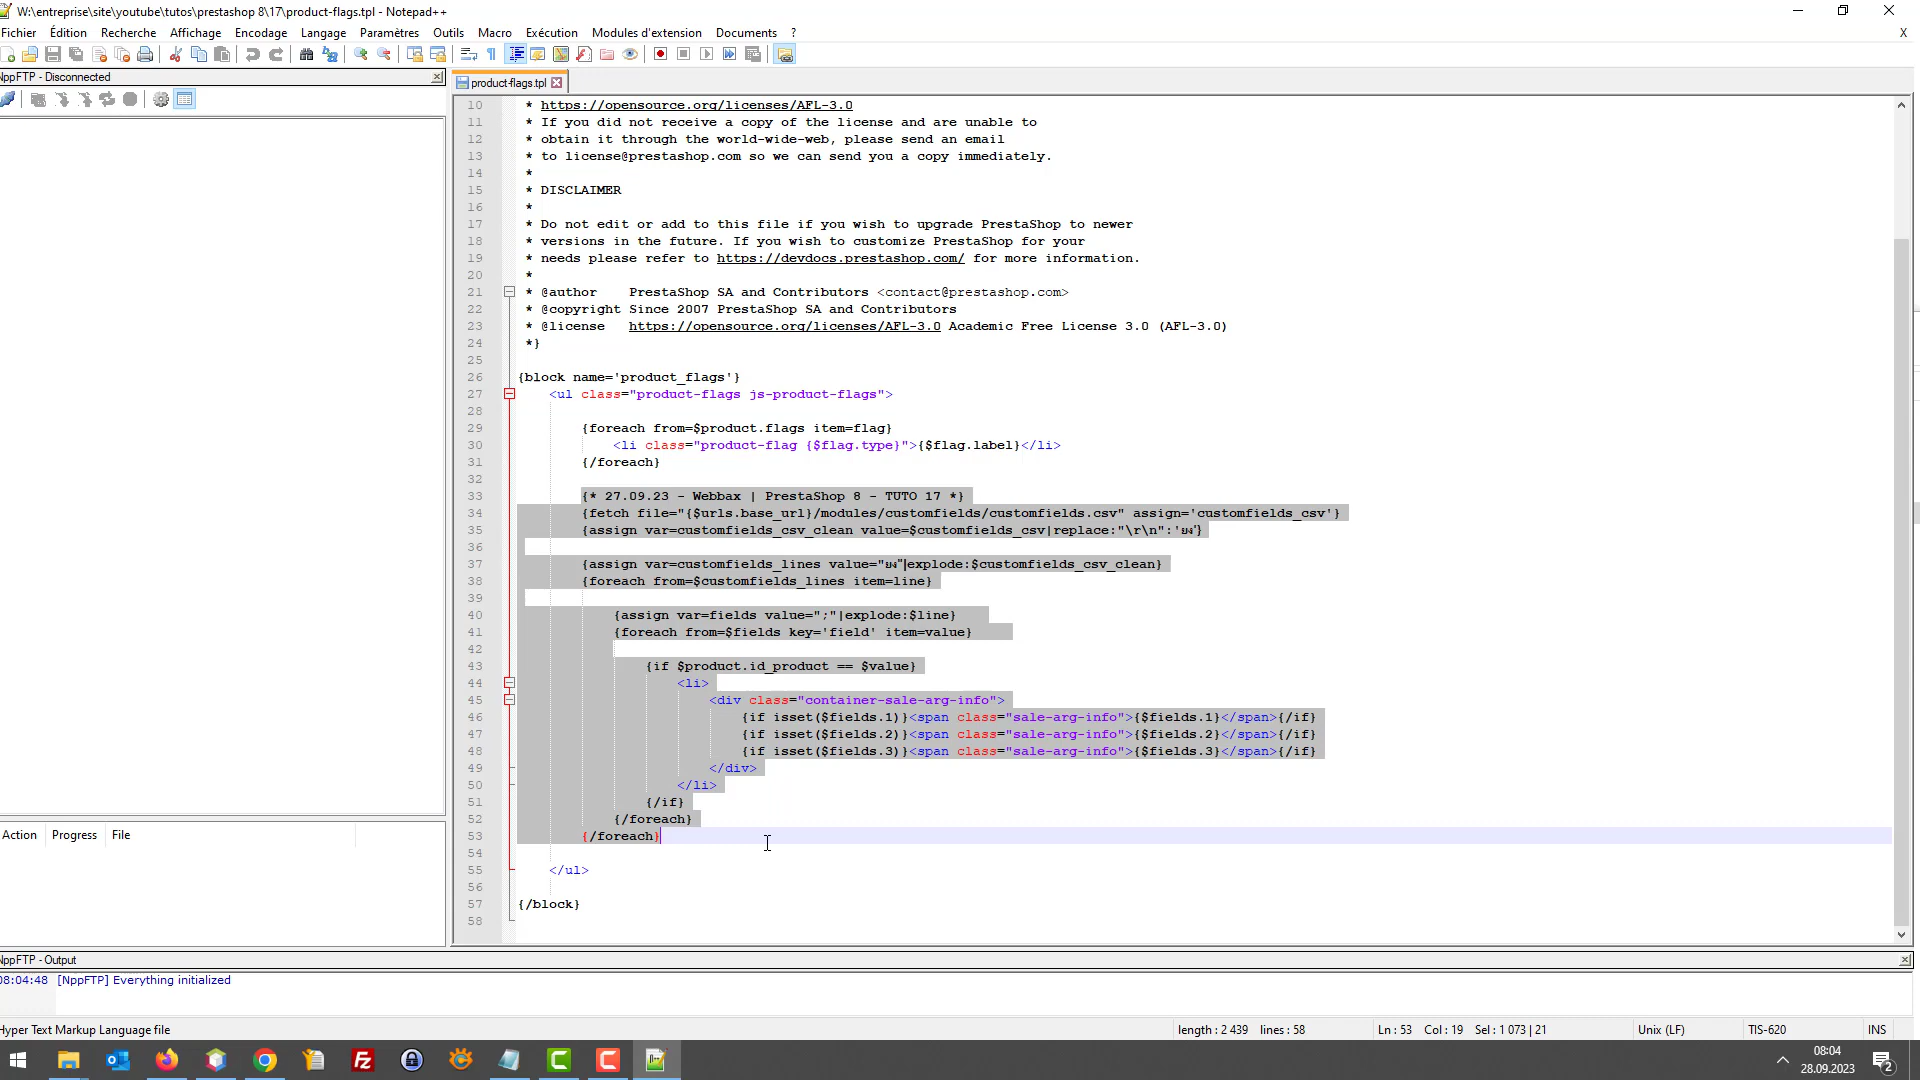 W:\entreprise\site\youtube\tutos\prestashop 8\17\product-flags.tpl - Notepad++
Fichier Édition Recherche Affichage Encodage Langage Paramètres Outils Macro Exécution Modules d'extension Documents ? X
NppFTP - Disconnected
product-flags.tpl
10 * https://opensource.org/licenses/AFL-3.0
11 * If you did not receive a copy of the license and are unable to
12 * obtain it through the world-wide-web, please send an email
13 * to license@prestashop.com so we can send you a copy immediately.
14 *
15 * DISCLAIMER
16 *
17 * Do not edit or add to this file if you wish to upgrade PrestaShop to newer
18 * versions in the future. If you wish to customize PrestaShop for your
19 * needs please refer to https://devdocs.prestashop.com/ for more information.
20 *
21 * @author    PrestaShop SA and Contributors <contact@prestashop.com>
22 * @copyright Since 2007 PrestaShop SA and Contributors
23 * @license   https://opensource.org/licenses/AFL-3.0 Academic Free License 3.0 (AFL-3.0)
24 *}
25
26 {block name='product_flags'}
27 <ul class="product-flags js-product-flags">
28
29 {foreach from=$product.flags item=flag}
30 <li class="product-flag {$flag.type}">{$flag.label}</li>
31 {/foreach}
32
33 {* 27.09.23 - Webbax | PrestaShop 8 - TUTO 17 *}
34 {fetch file="{$urls.base_url}/modules/customfields/customfields.csv" assign='customfields_csv'}
35 {assign var=customfields_csv_clean value=$customfields_csv|replace:"\r\n":'
36
37 {assign var=customfields_lines value=" |explode:$customfields_csv_clean}
38 {foreach from=$customfields_lines item=line}
39
40 {assign var=fields value=";"|explode:$line}
41 {foreach from=$fields key='field' item=value}
42
43 {if $product.id_product == $value}
44 <li>
45 <div class="container-sale-arg-info">
46 {if isset($fields.1)}<span class="sale-arg-info">{$fields.1}</span>{/if}
47 {if isset($fields.2)}<span class="sale-arg-info">{$fields.2}</span>{/if}
48 {if isset($fields.3)}<span class="sale-arg-info">{$fields.3}</span>{/if}
49 </div>
50 </li>
51 {/if}
52 {/foreach}
53 {/foreach}
54
55 </ul>
56
57 {/block}
58
Action Progress File
NppFTP - Output
08:04:48 [NppFTP] Everything initialized
Hyper Text Markup Language file length : 2 439 lines : 58 Ln : 53 Col : 19 Sel : 1 073 | 21 Unix (LF) TIS-620 INS
08:04
28.09.2023
2